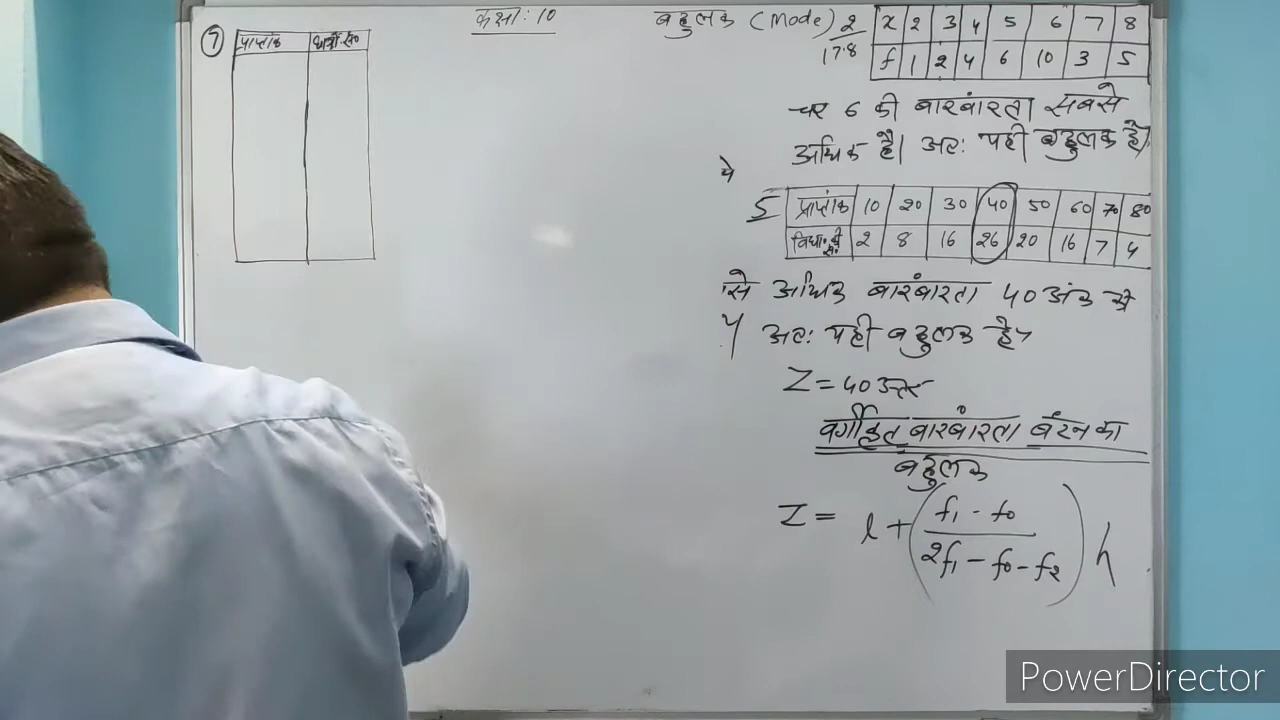 कक्षा: 10
बहुलक (Mode)
7 प्राप्तांक छात्रों सं०
2
17.8
x 2 3 4 5 6 7 8
f 1 2 4 6 10 3 5
चर 6 की बारंबारता सबसे
अधिक है। अतः यही बहुलक है।
5
प्राप्तांक 10 20 30 40 50 60 70 80
2 8 16 26 20 16 7 4
से अधिक बारंबारता 40 अंक की
अतः यही बहुलक है।
Z = 40 उत्तर
वर्गीकृत बारंबारता बंटन का
बहुलक
Z = l + (f₁ - f₀ / 2f₁ - f₀ - f₂) h
PowerDirector